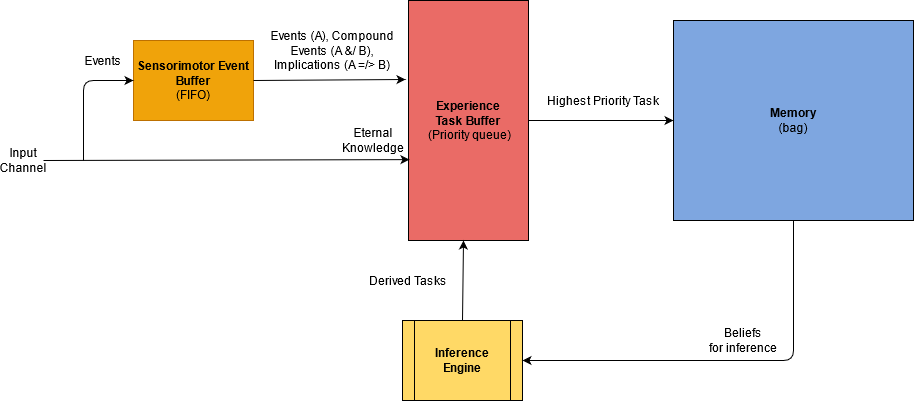 Events
Sensorimotor Event
Buffer
(FIFO)
Events (A), Compound
Events (A &/ B),
Implications (A =/> B)
Experience
Task Buffer
(Priority queue)
Highest Priority Task
Memory
(bag)
Input
Channel
Eternal
Knowledge
Derived Tasks
Inference
Engine
Beliefs
for inference